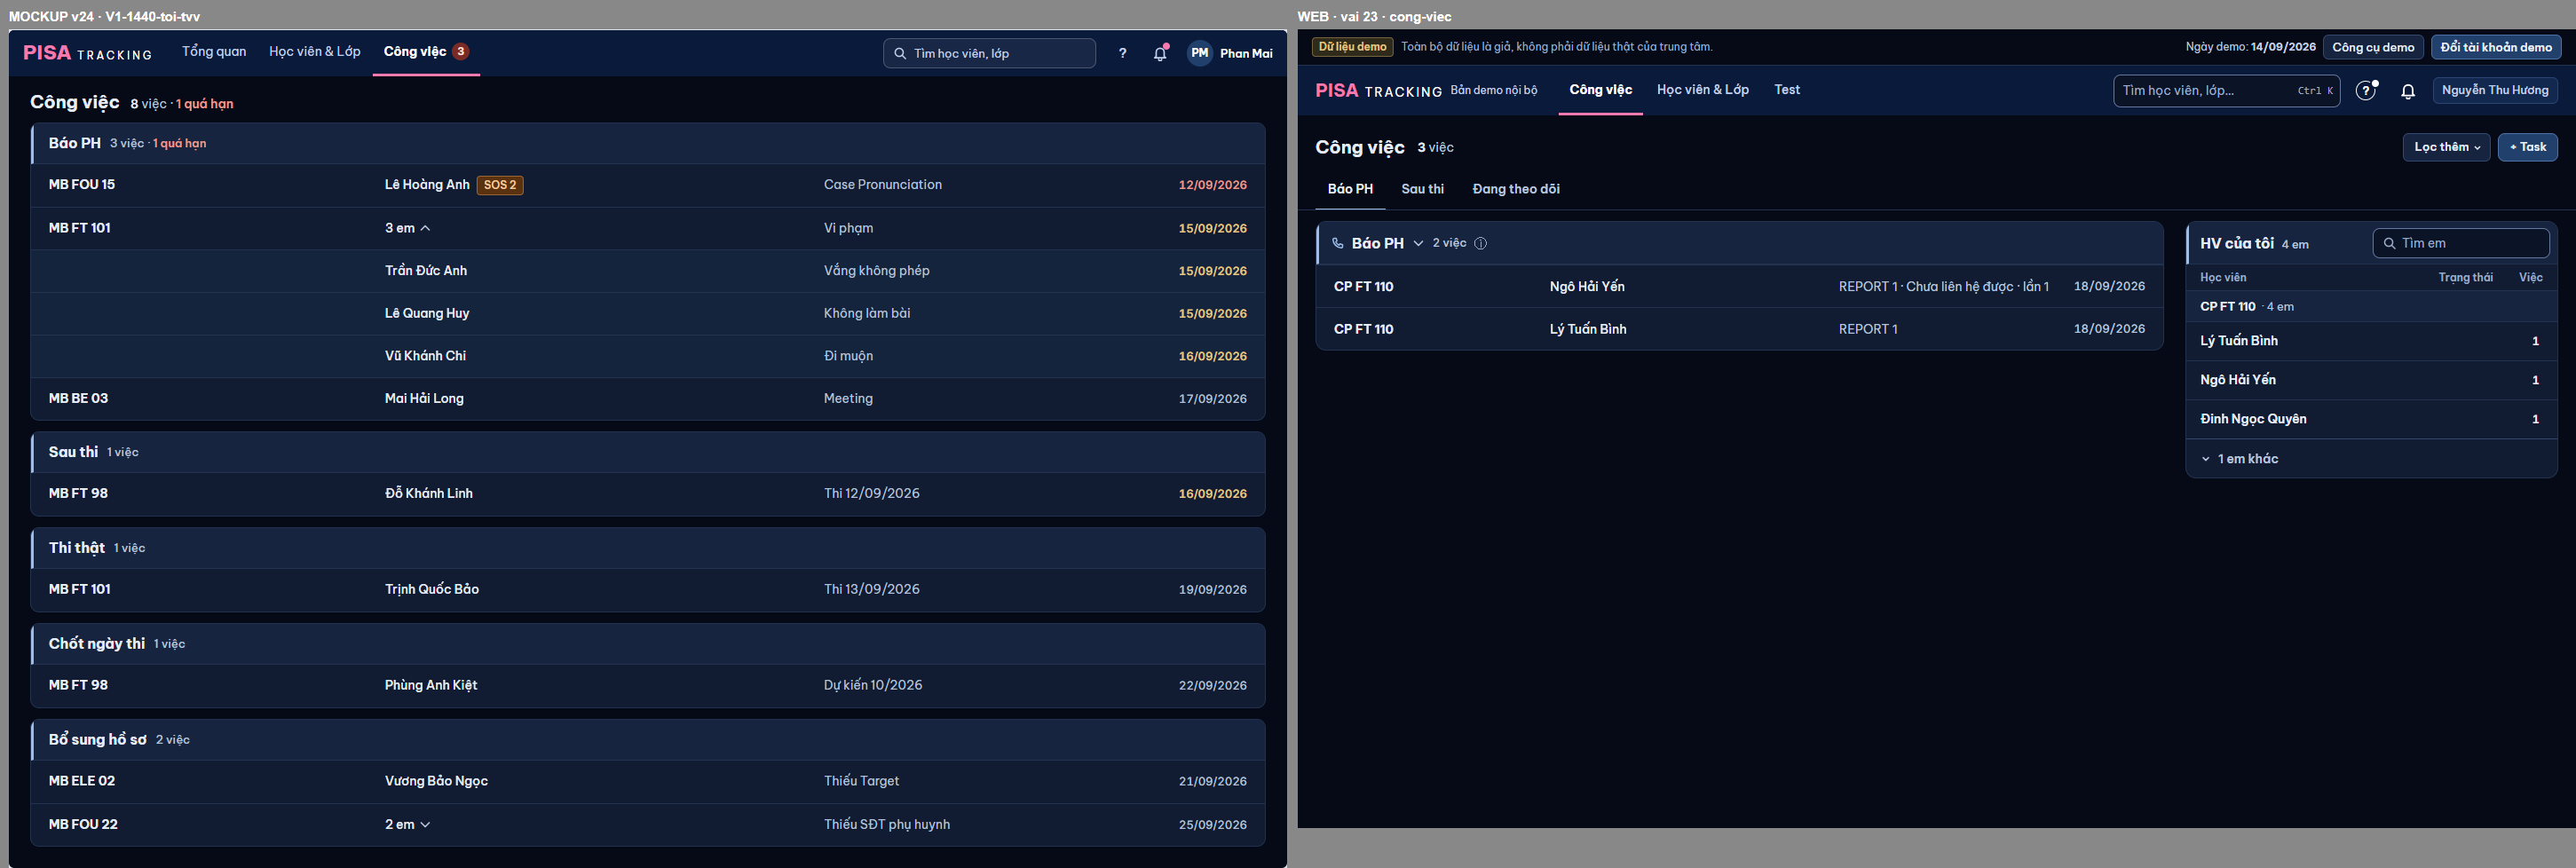 MOCKUP v24 · V1-1440-toi-tvv
PISA TRACKING Tổng quan Học viên & Lớp Công việc 3 Tìm học viên, lớp ? PM Phan Mai
Công việc 8 việc · 1 quá hạn
Báo PH 3 việc · 1 quá hạn
MB FOU 15 Lê Hoàng Anh SOS 2 Case Pronunciation 12/09/2026
MB FT 101 3 em Vi phạm 15/09/2026
Trần Đức Anh Vắng không phép 15/09/2026
Lê Quang Huy Không làm bài 15/09/2026
Vũ Khánh Chi Đi muộn 16/09/2026
MB BE 03 Mai Hải Long Meeting 17/09/2026
Sau thi 1 việc
MB FT 98 Đỗ Khánh Linh Thi 12/09/2026 16/09/2026
Thi thật 1 việc
MB FT 101 Trịnh Quốc Bảo Thi 13/09/2026 19/09/2026
Chốt ngày thi 1 việc
MB FT 98 Phùng Anh Kiệt Dự kiến 10/2026 22/09/2026
Bổ sung hồ sơ 2 việc
MB ELE 02 Vương Bảo Ngọc Thiếu Target 21/09/2026
MB FOU 22 2 em Thiếu SĐT phụ huynh 25/09/2026
WEB · vai 23 · cong-viec
Dữ liệu demo Toàn bộ dữ liệu là giả, không phải dữ liệu thật của trung tâm. Ngày demo: 14/09/2026 Công cụ demo Đổi tài khoản demo
PISA TRACKING Bản demo nội bộ Công việc Học viên & Lớp Test Tìm học viên, lớp... Ctrl K ? Nguyễn Thu Hương
Công việc 3 việc Lọc thêm + Task
Báo PH Sau thi Đang theo dõi
Báo PH 2 việc
CP FT 110 Ngô Hải Yến REPORT 1 · Chưa liên hệ được · lần 1 18/09/2026
CP FT 110 Lý Tuấn Bình REPORT 1 18/09/2026
HV của tôi 4 em Tìm em
Học viên Trạng thái Việc
CP FT 110 · 4 em
Lý Tuấn Bình 1
Ngô Hải Yến 1
Đinh Ngọc Quyên 1
1 em khác